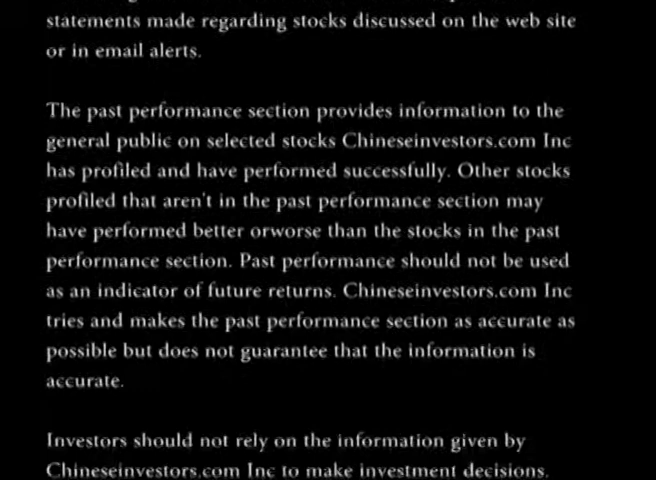 statements made regarding stocks discussed on the web site
or in email alerts.
The past performance section provides information to the
general public on selected stocks Chineseinvestors.com Inc
has profiled and have performed successfully. Other stocks
profiled that aren't in the past performance section may
have performed better orworse than the stocks in the past
performance section. Past performance should not be used
as an indicator of future returns. Chineseinvestors.com Inc
tries and makes the past performance section as accurate as
possible but does not guarantee that the information is
accurate.
Investors should not rely on the information given by
Chineseinvestors.com Inc to make investment decisions.